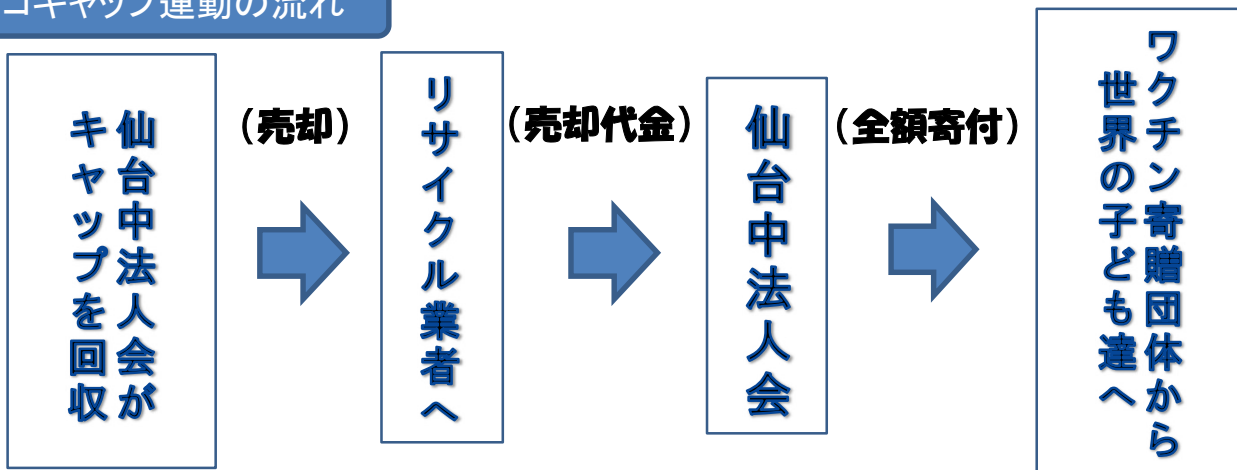 コキャップ運動の流れ
仙台中法人会が
キャップを回収
（売却）
リサイクル業者へ
（売却代金）
仙台中法人会
（全額寄付）
ワクチン寄贈団体から
世界の子ども達へ